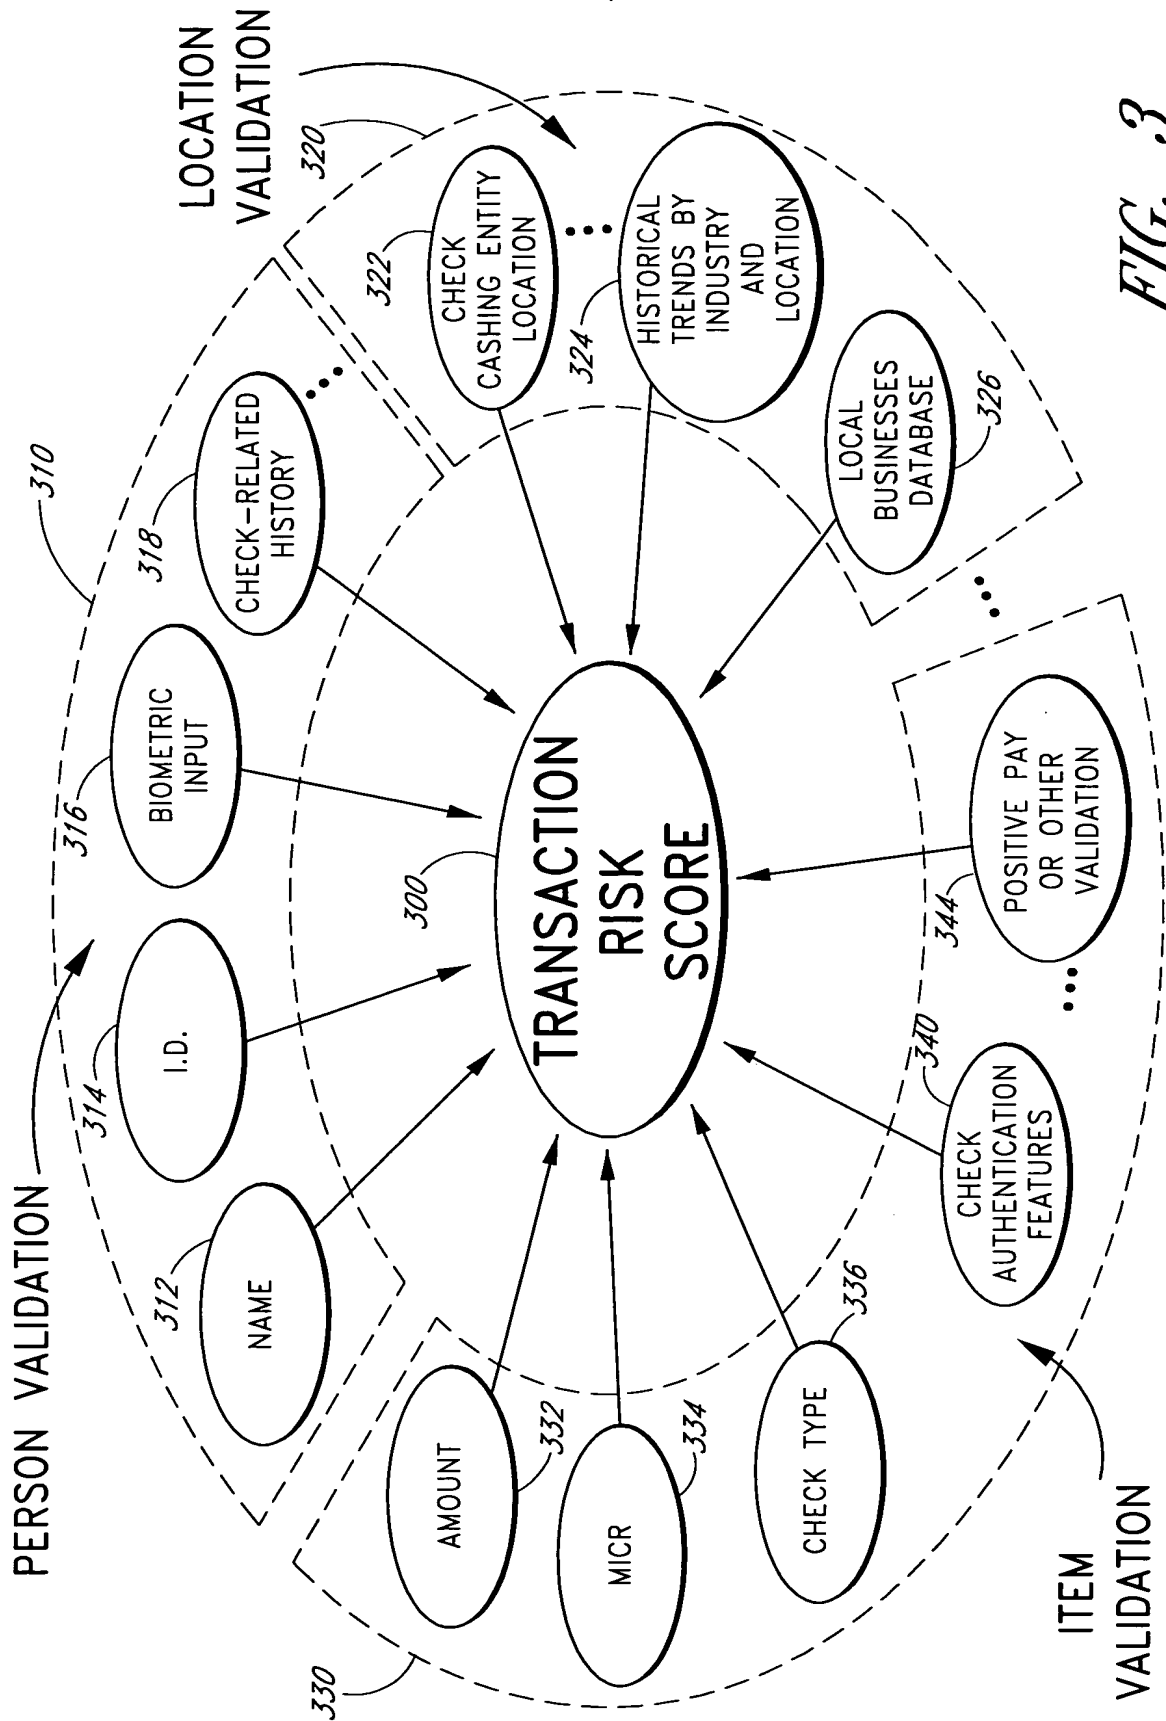 PERSON VALIDATION
310
312
NAME
314
I.D.
316
BIOMETRIC
INPUT
318
CHECK-RELATED
HISTORY
LOCATION
VALIDATION
320
322
CHECK
CASHING ENTITY
LOCATION
324
HISTORICAL
TRENDS BY
INDUSTRY
AND
LOCATION
LOCAL
BUSINESSES
DATABASE
326
300
TRANSACTION
RISK
SCORE
330
AMOUNT
332
MICR
334
CHECK TYPE
336
CHECK
AUTHENTICATION
FEATURES
340
POSITIVE PAY
OR OTHER
VALIDATION
344
ITEM
VALIDATION
FIG. 3